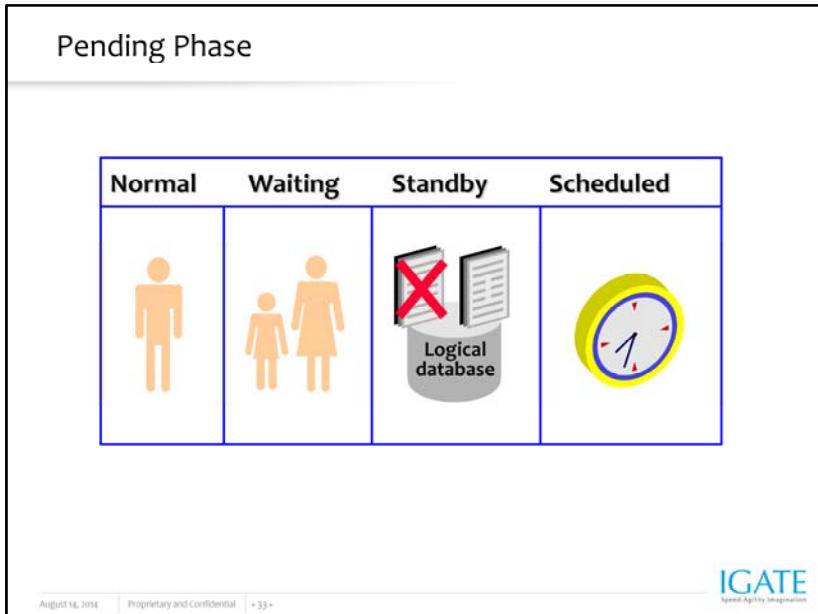 Pending Phase
Normal Waiting Standby Scheduled
Logical
database
August 14, 2014 Proprietary and Confidential • 33 •
IGATE
Speed.Agility.Imagination